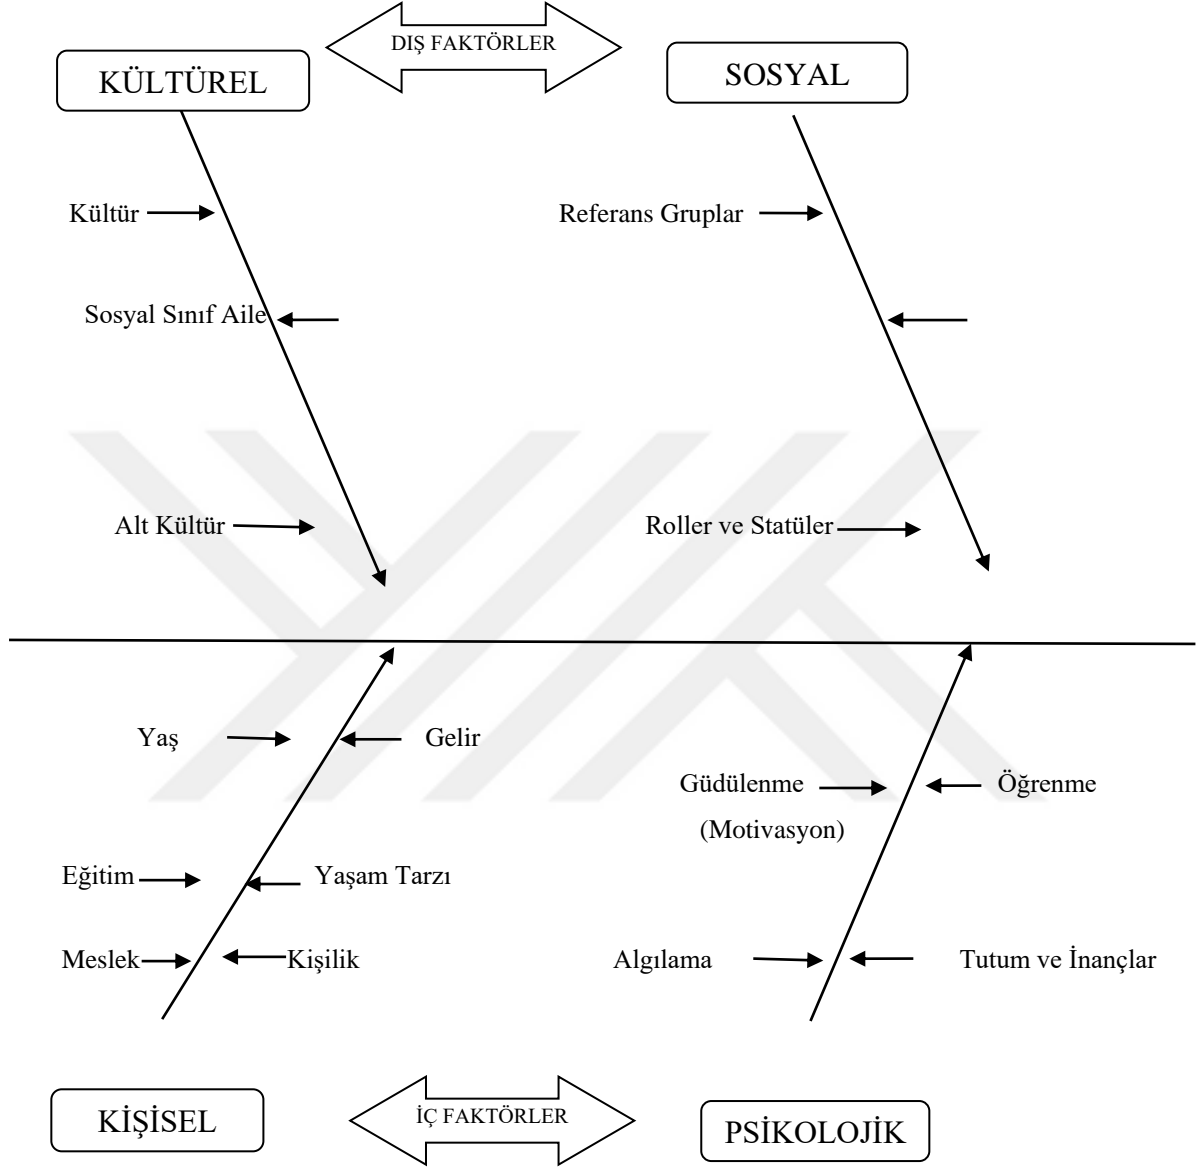 DIŞ FAKTÖRLER
KÜLTÜREL
SOSYAL
Kültür
Referans Gruplar
Sosyal Sınıf Aile
Alt Kültür
Roller ve Statüler
Yaş
Gelir
Güdülenme
Öğrenme
(Motivasyon)
Eğitim
Yaşam Tarzı
Meslek
Kişilik
Algılama
Tutum ve İnançlar
KİŞİSEL
İÇ FAKTÖRLER
PSİKOLOJİK